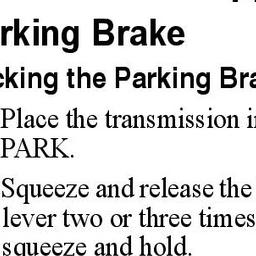 rking Brake
cking the Parking Bra
Place the transmission i
PARK.
Squeeze and release the
lever two or three times
squeeze and hold.